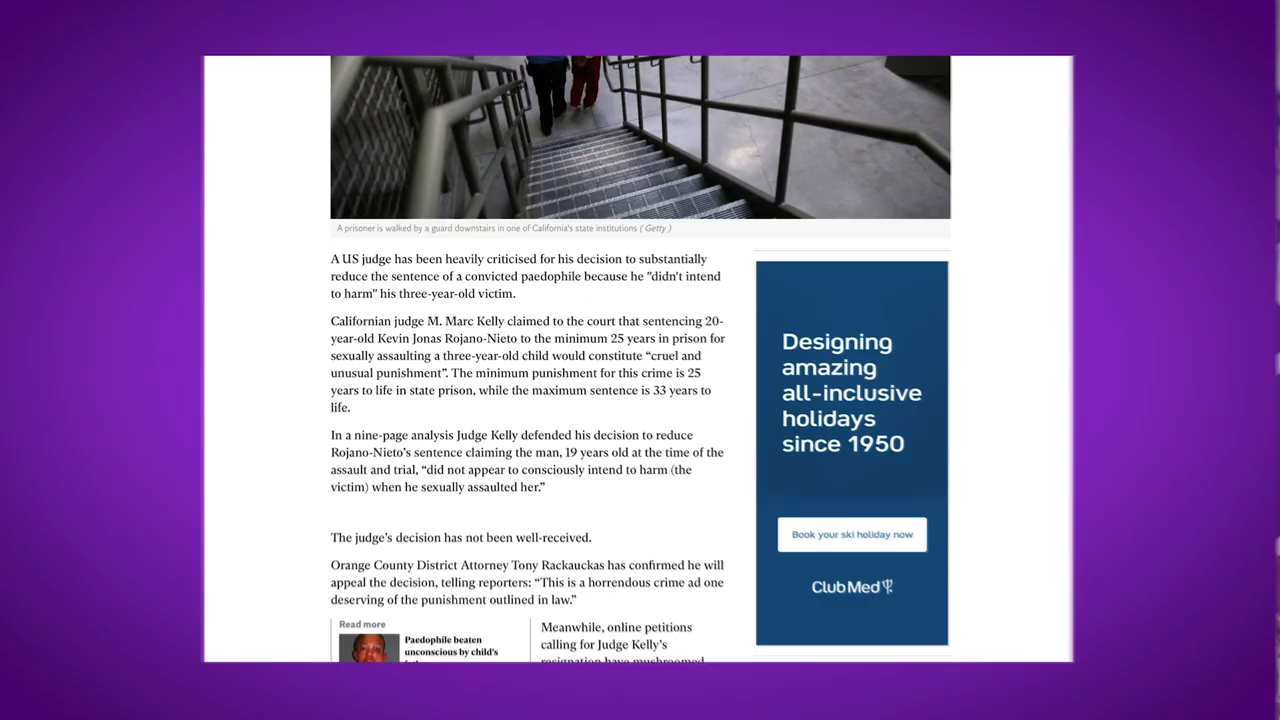 A prisoner is walked by a guard downstairs in one of California's state institutions ( Getty )
A US judge has been heavily criticised for his decision to substantially
reduce the sentence of a convicted paedophile because he "didn't intend
to harm" his three-year-old victim.
Californian judge M. Marc Kelly claimed to the court that sentencing 20-
year-old Kevin Jonas Rojano-Nieto to the minimum 25 years in prison for
sexually assaulting a three-year-old child would constitute “cruel and
unusual punishment”. The minimum punishment for this crime is 25
years to life in state prison, while the maximum sentence is 33 years to
life.
In a nine-page analysis Judge Kelly defended his decision to reduce
Rojano-Nieto’s sentence claiming the man, 19 years old at the time of the
assault and trial, “did not appear to consciously intend to harm (the
victim) when he sexually assaulted her.”
The judge’s decision has not been well-received.
Orange County District Attorney Tony Rackauckas has confirmed he will
appeal the decision, telling reporters: “This is a horrendous crime ad one
deserving of the punishment outlined in law.”
Read more
Paedophile beaten
unconscious by child's
Meanwhile, online petitions
calling for Judge Kelly’s
resignation have mushroomed
Designing
amazing
all-inclusive
holidays
since 1950
Book your ski holiday now
Club Med